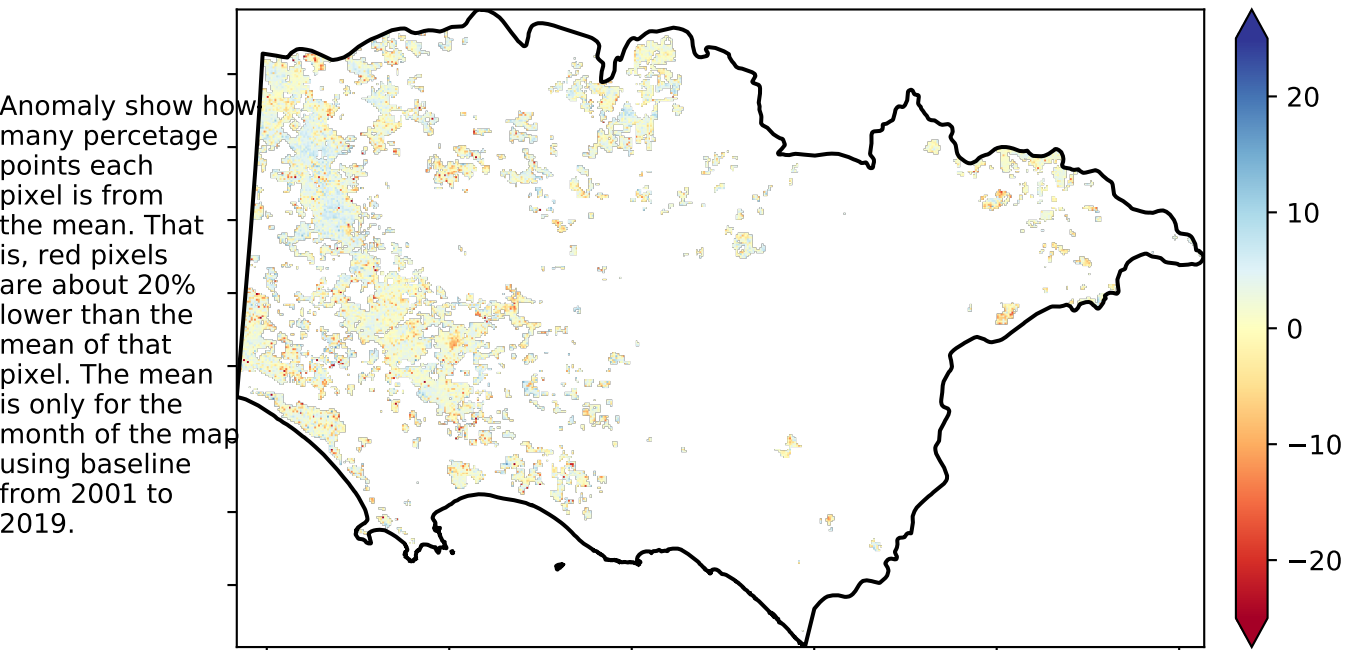 Anomaly show how
many percetage
points each
pixel is from
the mean. That
is, red pixels
are about 20%
lower than the
mean of that
pixel. The mean
is only for the
month of the map
using baseline
from 2001 to
2019.
20
10
0
−10
−20